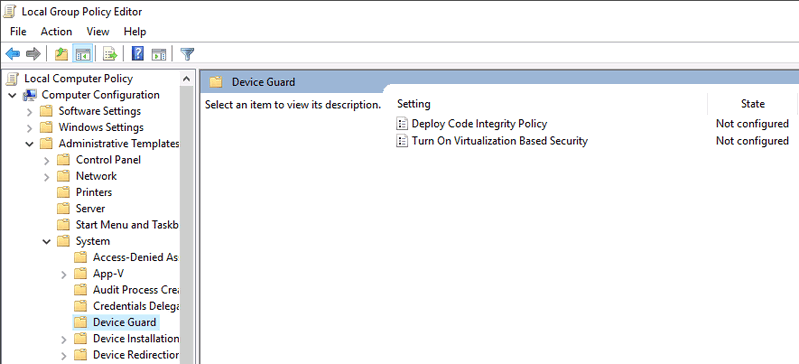 Local Group Policy Editor
File Action View Help
Local Computer Policy
Computer Configuration
Software Settings
Windows Settings
Administrative Templates
Control Panel
Network
Printers
Server
Start Menu and Taskb
System
Access-Denied As
App-V
Audit Process Crea
Credentials Delega
Device Guard
Device Installation
Device Redirection
Device Guard
Select an item to view its description.
Setting State
Deploy Code Integrity Policy Not configured
Turn On Virtualization Based Security Not configured